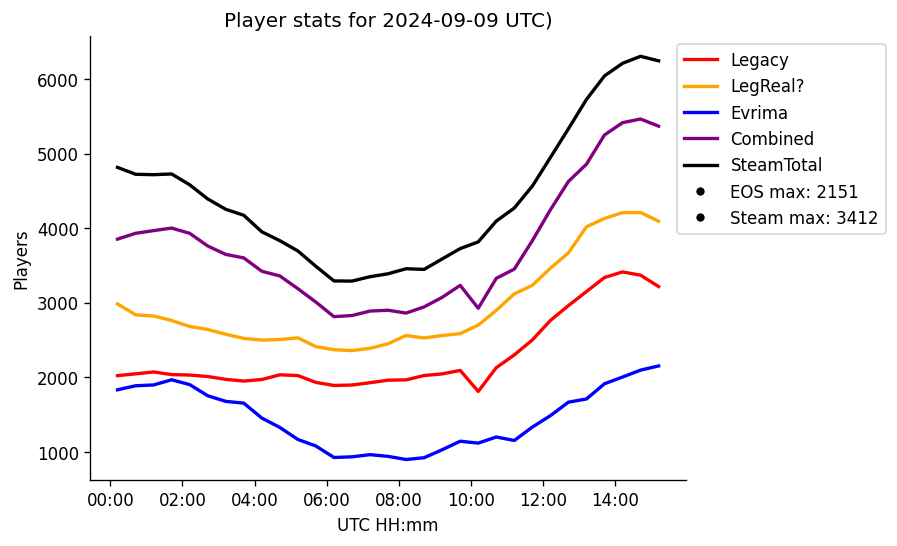 Player stats for 2024-09-09 UTC)
Legacy
LegReal?
Evrima
Combined
SteamTotal
EOS max: 2151
Steam max: 3412
Players
6000
5000
4000
3000
2000
1000
00:00 02:00 04:00 06:00 08:00 10:00 12:00 14:00
UTC HH:mm